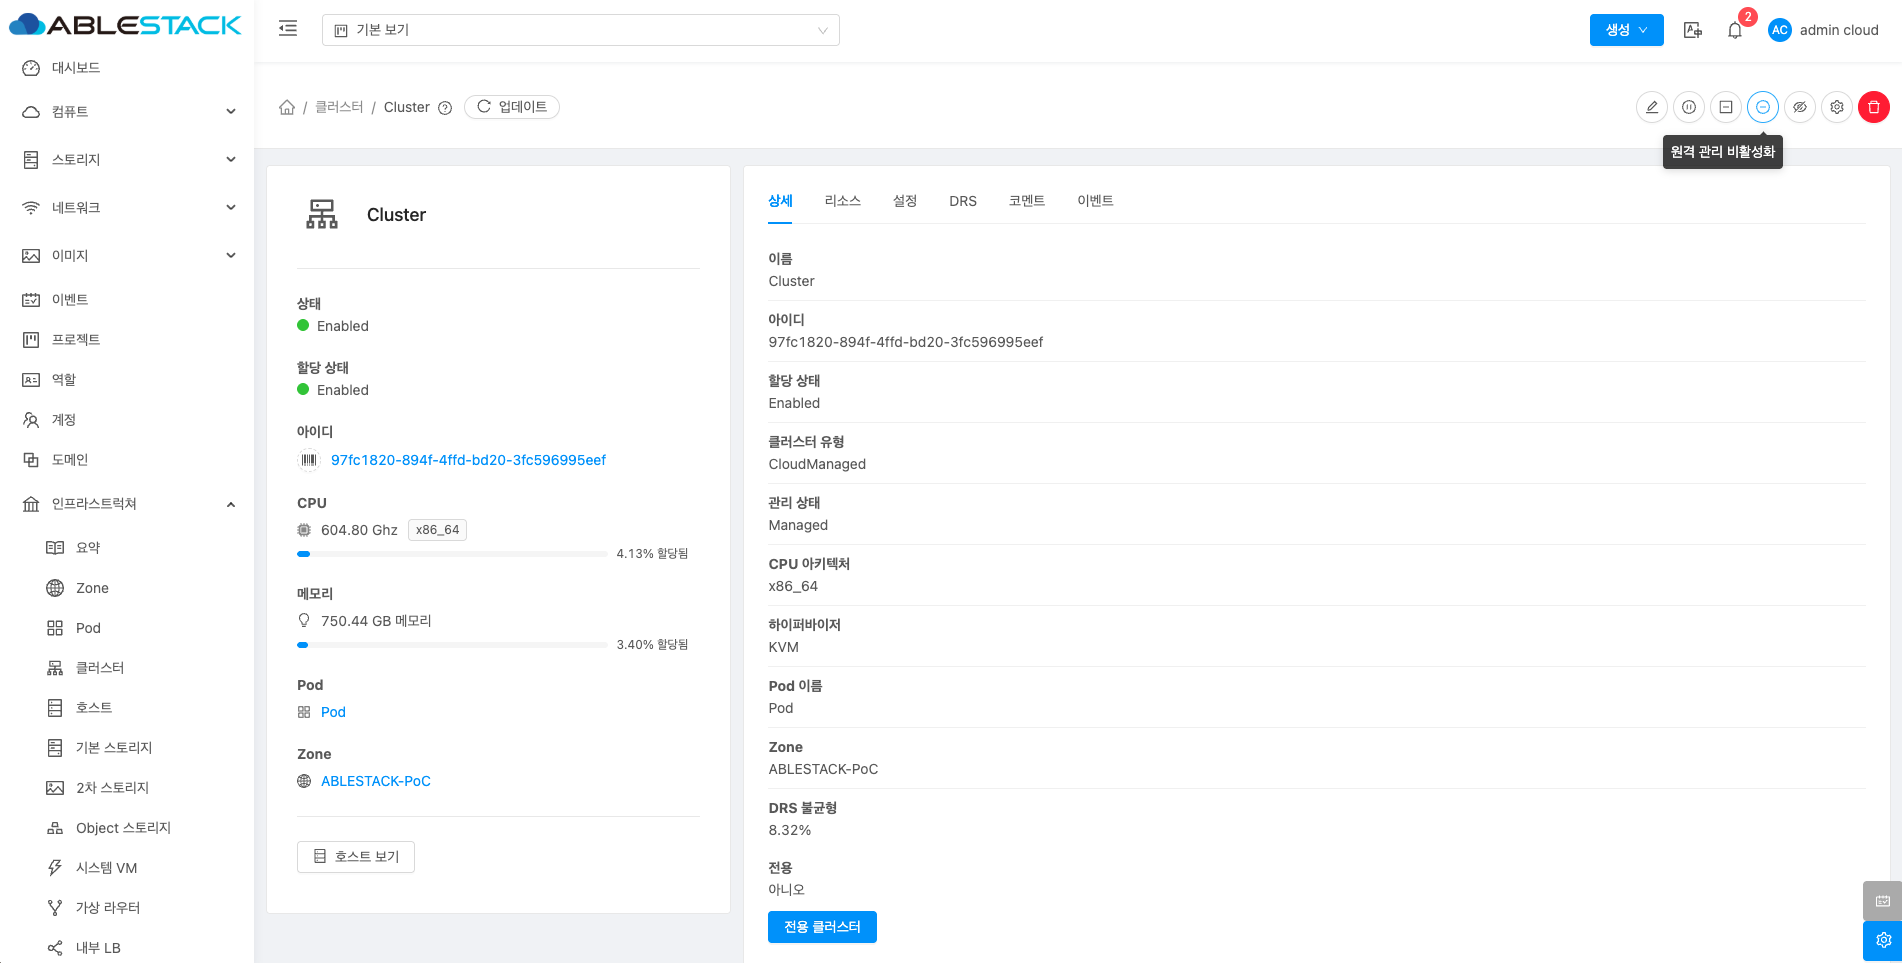 ABLESTACK
기본 보기
생성
2
AC
admin cloud
대시보드
컴퓨트
스토리지
네트워크
이미지
이벤트
프로젝트
역할
계정
도메인
인프라스트럭쳐
요약
Zone
Pod
클러스터
호스트
기본 스토리지
2차 스토리지
Object 스토리지
시스템 VM
가상 라우터
내부 LB
/ 클러스터 / Cluster
업데이트
원격 관리 비활성화
Cluster
상태
Enabled
할당 상태
Enabled
아이디
97fc1820-894f-4ffd-bd20-3fc596995eef
CPU
604.80 Ghz x86_64
4.13% 할당됨
메모리
750.44 GB 메모리
3.40% 할당됨
Pod
Pod
Zone
ABLESTACK-PoC
호스트 보기
상세 리소스 설정 DRS 코멘트 이벤트
이름
Cluster
아이디
97fc1820-894f-4ffd-bd20-3fc596995eef
할당 상태
Enabled
클러스터 유형
CloudManaged
관리 상태
Managed
CPU 아키텍처
x86_64
하이퍼바이저
KVM
Pod 이름
Pod
Zone
ABLESTACK-PoC
DRS 불균형
8.32%
전용
아니오
전용 클러스터